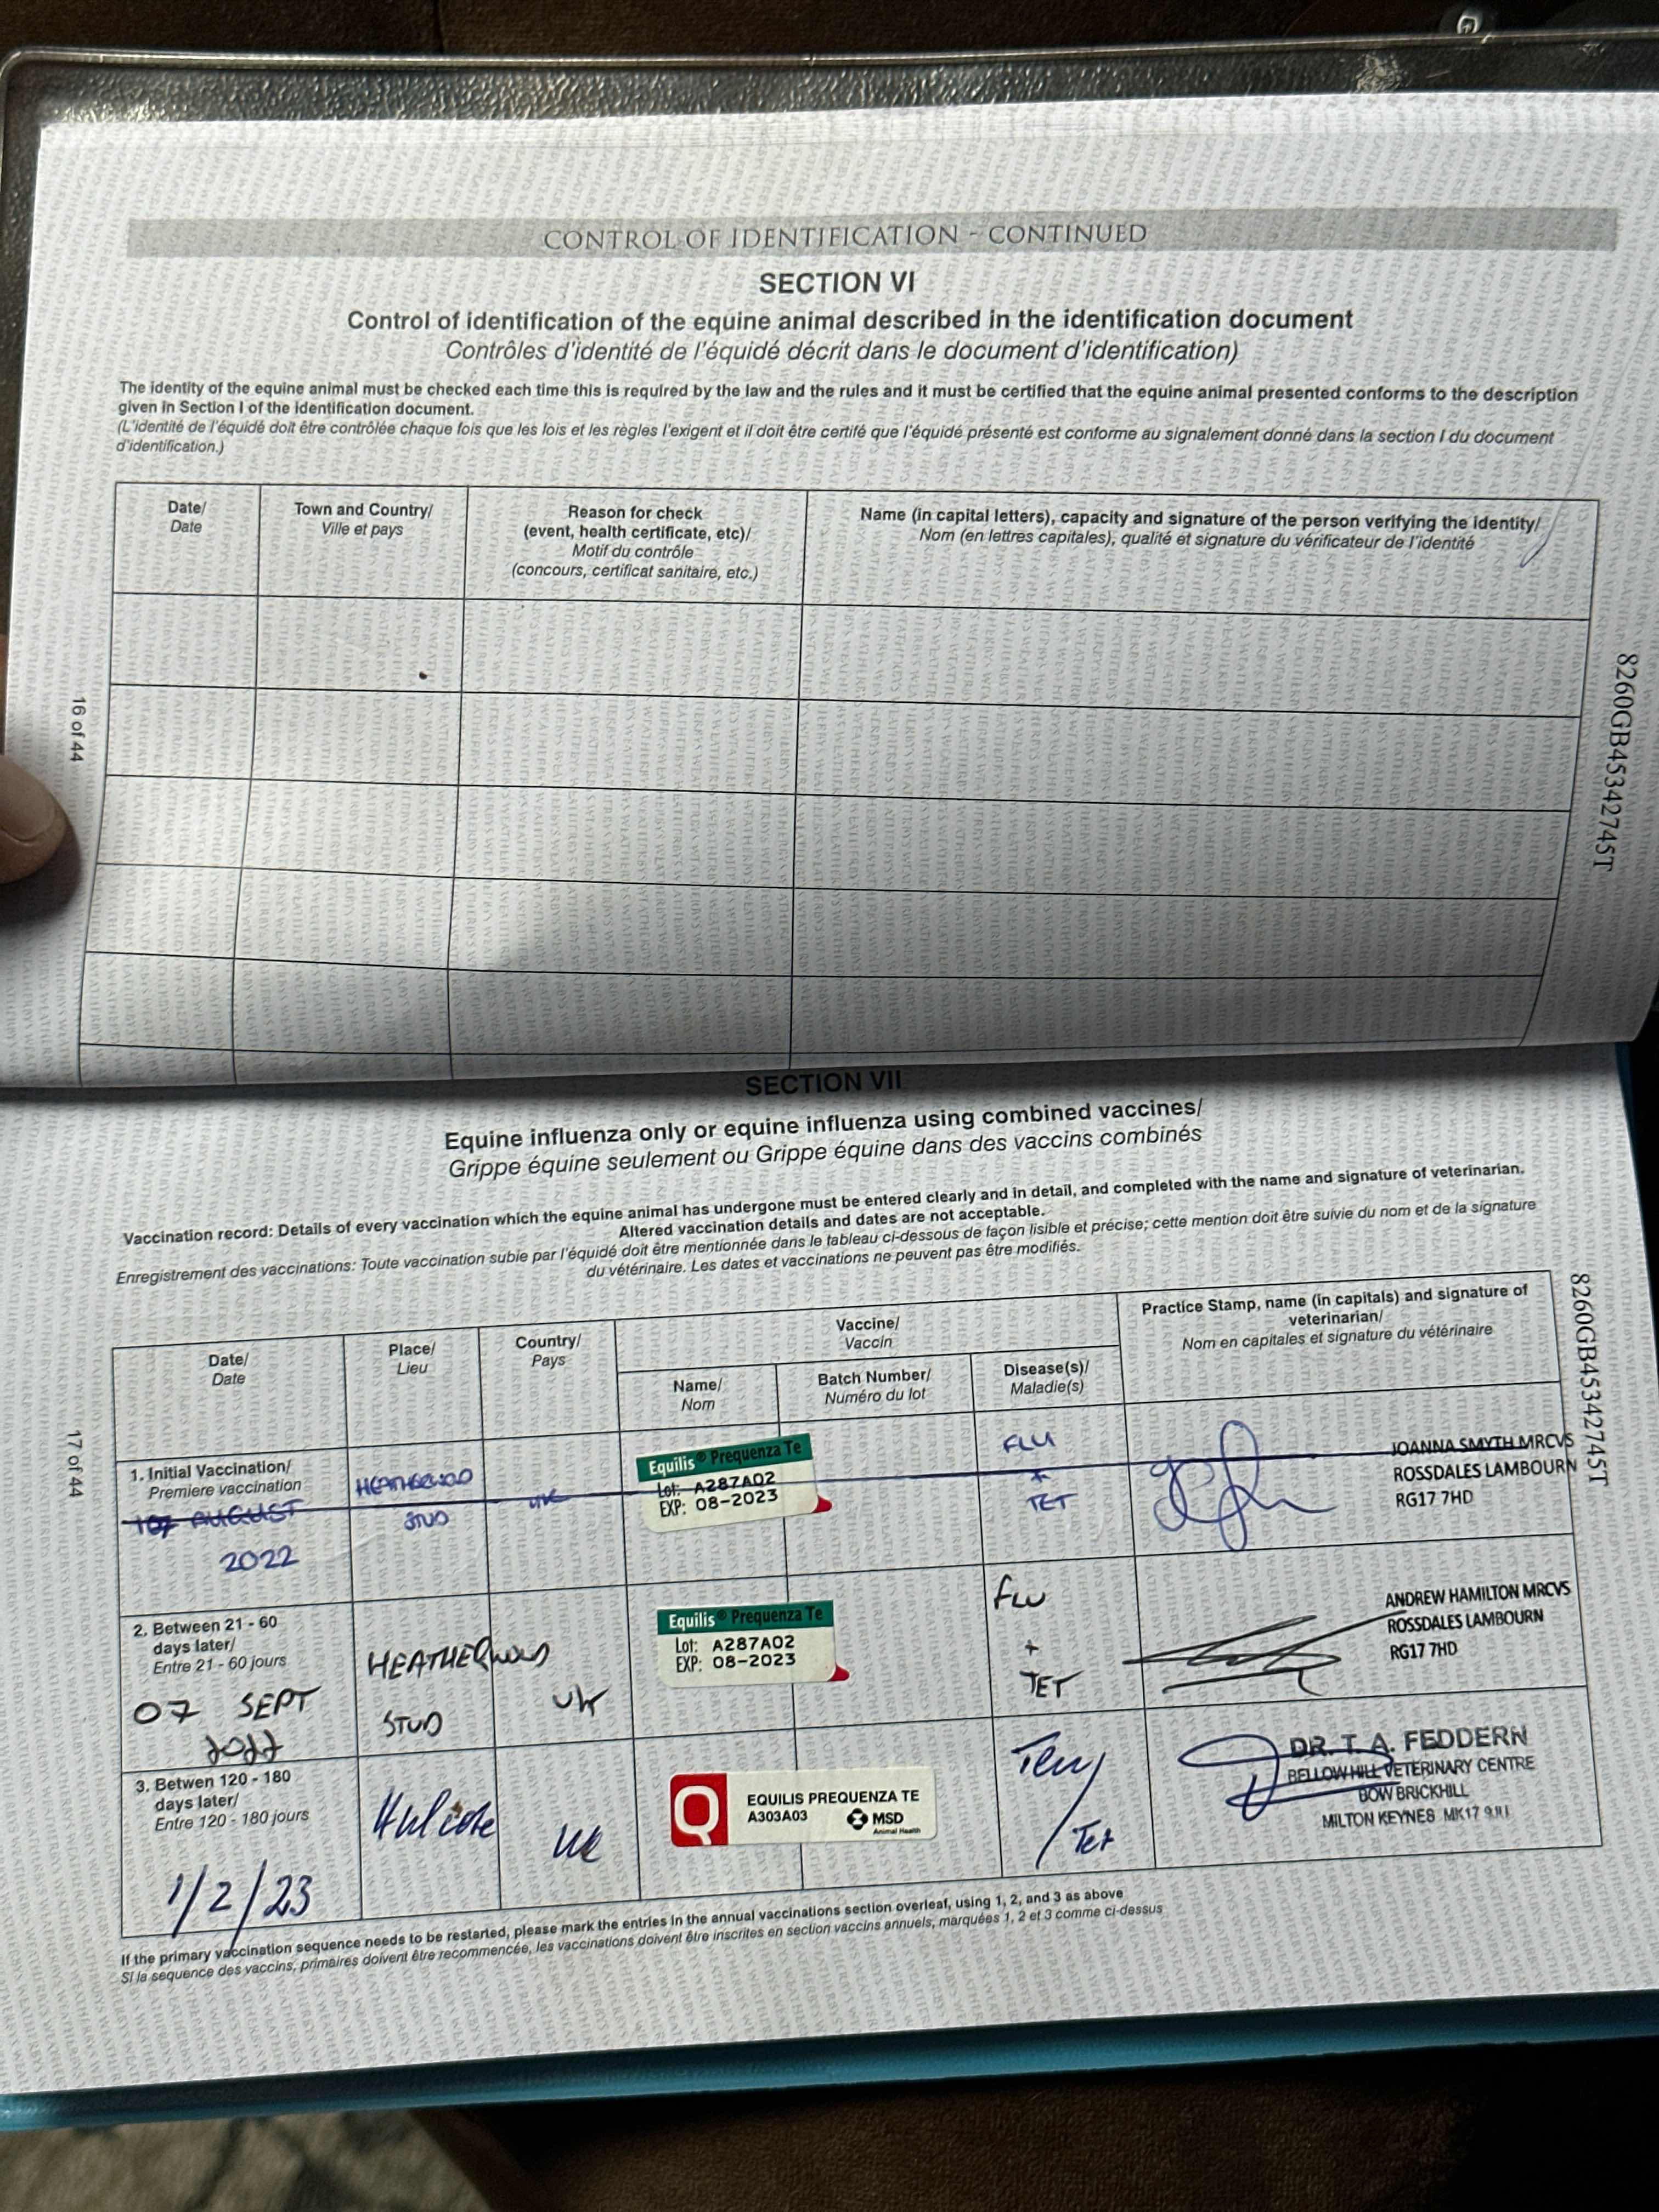 CONTROL OF IDENTIFICATION - CONTINUED
SECTION VI
Control of identification of the equine animal described in the identification document
Contrôles d'identité de l'équidé décrit dans le document d'identification)
The identity of the equine animal must be checked each time this is required by the law and the rules and it must be certified that the equine animal presented conforms to the description
given in Section I of the identification document.
(L'identité de l'équidé doit être contrôlée chaque fois que les lois et les règles l'exigent et il doit être certifé que l'équidé présenté est conforme au signalement donné dans la section I du document
d'identification.)
Date/
Date
Town and Country/
Ville et pays
Reason for check
(event, health certificate, etc)/
Motif du contrôle
(concours, certificat sanitaire, etc.)
Name (in capital letters), capacity and signature of the person verifying the identity/
Nom (en lettres capitales), qualité et signature du vérificateur de l'identité
16 of 44
8260GB45342745T
SECTION VII
Equine influenza only or equine influenza using combined vaccines/
Grippe équine seulement ou Grippe équine dans des vaccins combinés
Vaccination record: Details of every vaccination which the equine animal has undergone must be entered clearly and in detail, and completed with the name and signature of veterinarian.
Altered vaccination details and dates are not acceptable.
Enregistrement des vaccinations: Toute vaccination subie par l'équidé doit être mentionnée dans le tableau ci-dessous de façon lisible et précise; cette mention doit être suivie du nom et de la signature
du vétérinaire. Les dates et vaccinations ne peuvent pas être modifiés.
Date/
Date
Place/
Lieu
Country/
Pays
Vaccine/
Vaccin
Name/
Nom
Batch Number/
Numéro du lot
Disease(s)/
Maladie(s)
Practice Stamp, name (in capitals) and signature of
veterinarian/
Nom en capitales et signature du vétérinaire
17 of 44
8260GB45342745T
1. Initial Vaccination/
Premiere vaccination
AUGUST
2022
HEATHERWOLD
STUD
UK
Equilis® Prequenza Te
Lot: A287A02
EXP: 08-2023
FLU
+
TET
JOANNA SMYTH MRCVS
ROSSDALES LAMBOURN
RG17 7HD
2. Between 21 - 60
days later/
Entre 21 - 60 jours
07 SEPT
2022
HEATHERWOLD
STUD
UK
Equilis® Prequenza Te
Lot: A287A02
EXP: 08-2023
FLU
+
TET
ANDREW HAMILTON MRCVS
ROSSDALES LAMBOURN
RG17 7HD
3. Betwen 120 - 180
days later/
Entre 120 - 180 jours
1/2/23
Hulcote
UK
Q
EQUILIS PREQUENZA TE
A303A03
MSD
Animal Health
/ Tet
DR. T. A. FEDDERN
BELLOW HILL VETERINARY CENTRE
BOW BRICKHILL
MILTON KEYNES MK17
If the primary vaccination sequence needs to be restarted, please mark the entries in the annual vaccinations section overleaf, using 1, 2, and 3 as above
Si la sequence des vaccins, primaires doivent être recommencée, les vaccinations doivent être inscrites en section vaccins annuels, marquées 1, 2 et 3 comme ci-dessus